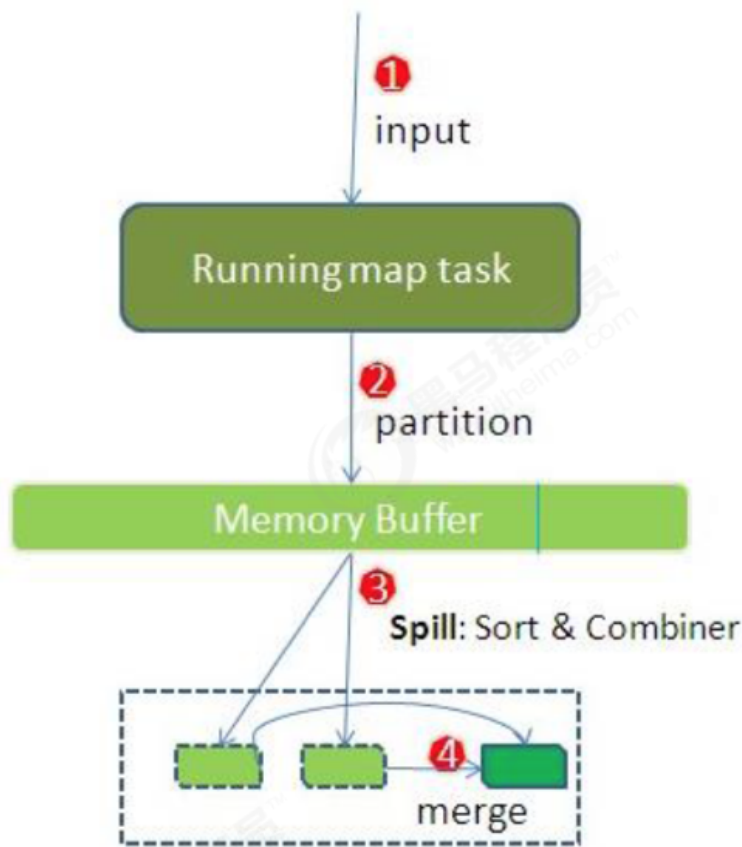 1
input
Running map task
2
partition
Memory Buffer
3
Spill: Sort & Combiner
4
merge